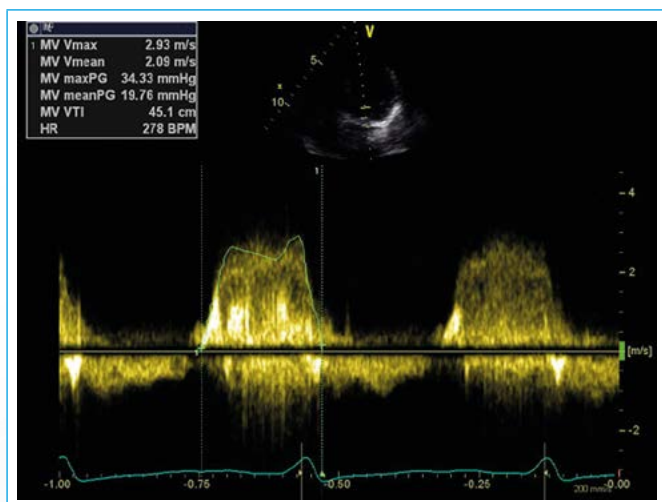 V
1 MV Vmax 2.93 m/s
MV Vmean 2.09 m/s
MV maxPG 34.33 mmHg
MV meanPG 19.76 mmHg
MV VTI 45.1 cm
HR 278 BPM
5
10
1
4
2
[m/s]
-2
-1.00 -0.75 -0.50 -0.25 0.00
200 mm/s